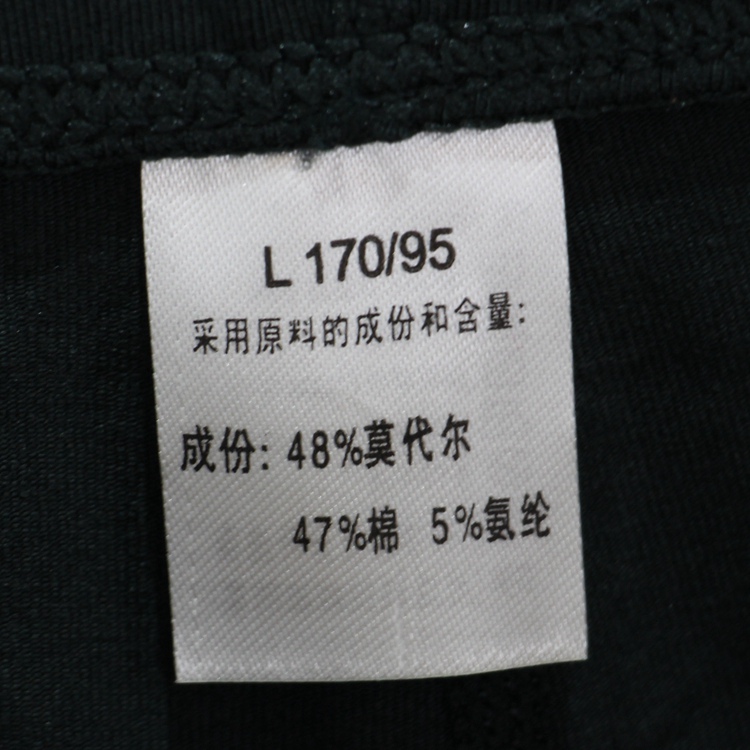 L 170/95
采用原料的成份和含量:
成份: 48%莫代尔
47%棉 5%氨纶